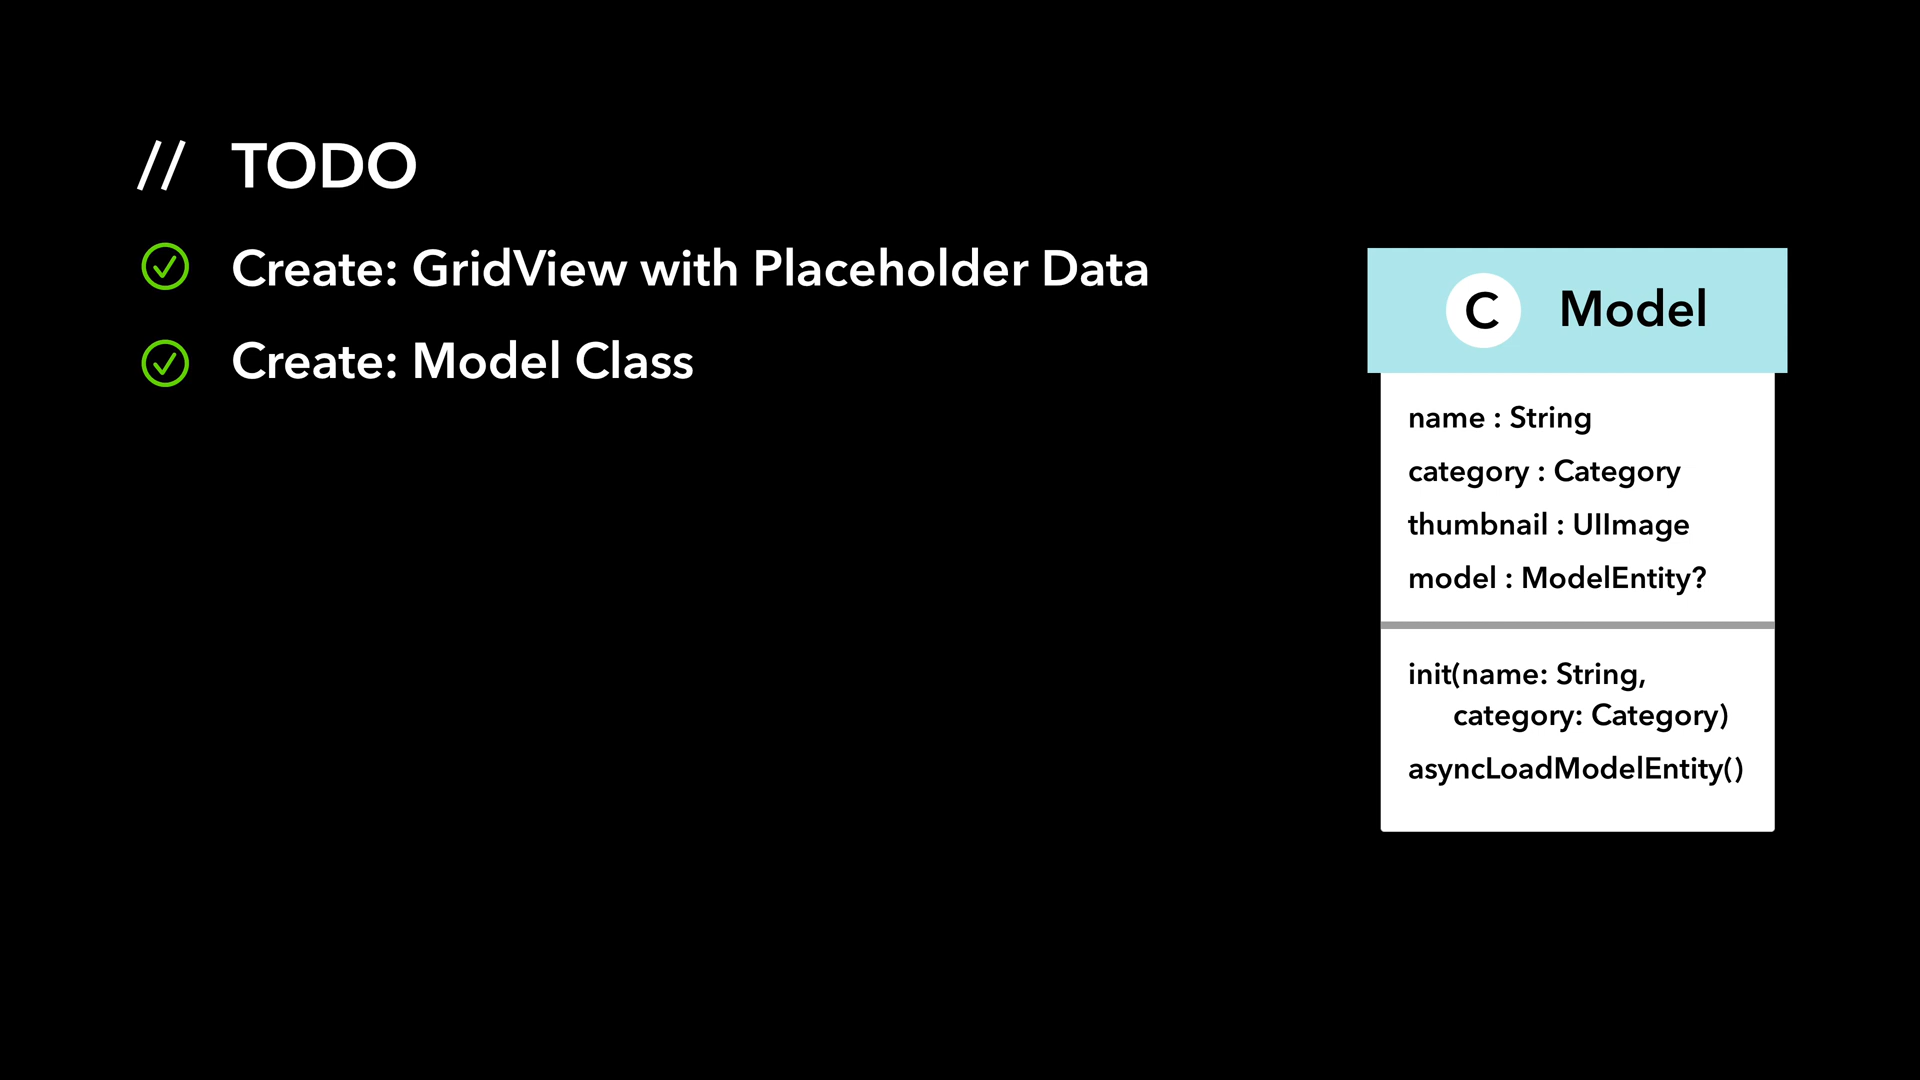 // TODO
Create: GridView with Placeholder Data
Create: Model Class
C Model
name : String
category : Category
thumbnail : UIImage
model : ModelEntity?
init(name: String,
category: Category)
asyncLoadModelEntity()